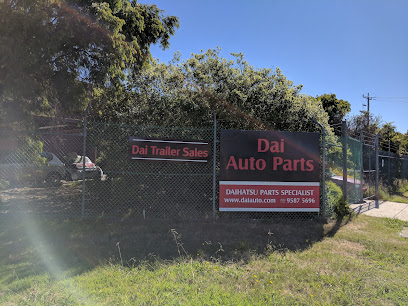 Dai Trailer Sales
Dai
Auto Parts
DAIHATSU PARTS SPECIALIST
www.daiauto.com ☏ 9587 5696